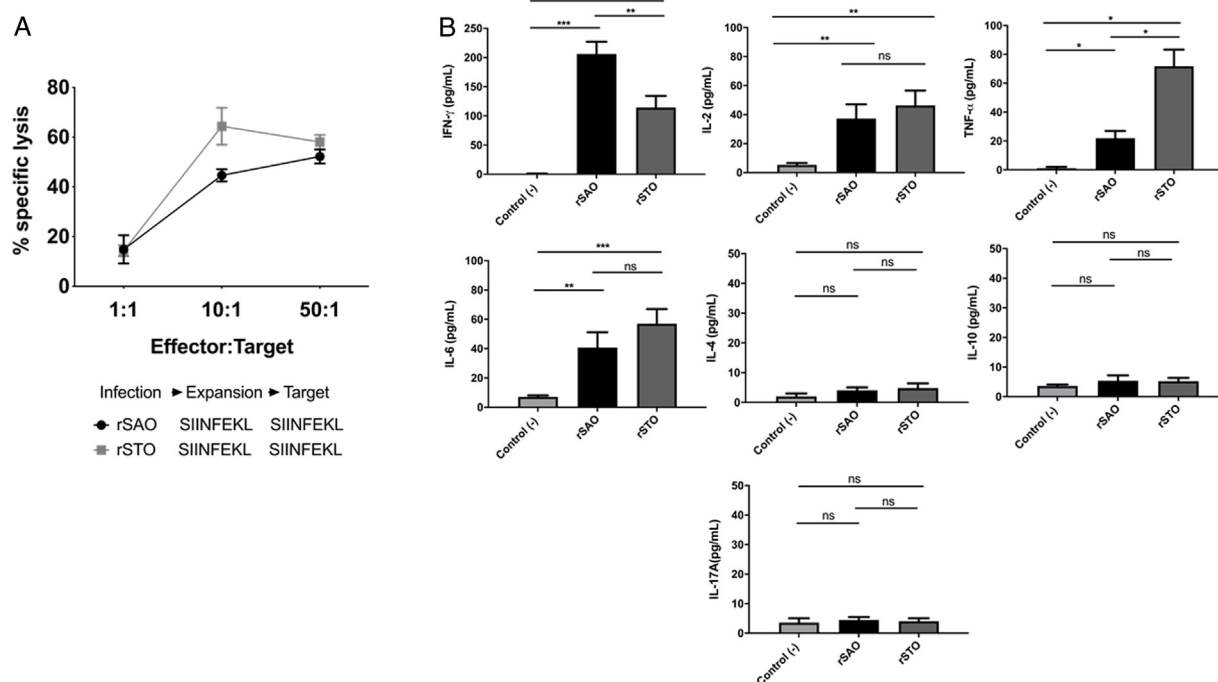 A
80
60
40
20
0
% specific lysis
1:1 10:1 50:1
Effector:Target
Infection Expansion Target
rSAO SIINFEKL SIINFEKL
rSTO SIINFEKL SIINFEKL
B
**
***
250
200
150
100
50
0
IFN-γ (pg/mL)
Control (-) rSAO rSTO
**
**
ns
100
80
60
40
20
0
IL-2 (pg/mL)
Control (-) rSAO rSTO
*
*
*
100
80
60
40
20
0
TNF-α (pg/mL)
Control (-) rSAO rSTO
***
ns
**
100
80
60
40
20
0
IL-6 (pg/mL)
Control (-) rSAO rSTO
ns
ns
ns
50
40
30
20
10
0
IL-4 (pg/mL)
Control (-) rSAO rSTO
ns
ns
ns
50
40
30
20
10
0
IL-10 (pg/mL)
Control (-) rSAO rSTO
ns
ns
ns
50
40
30
20
10
0
IL-17A(pg/mL)
Control (-) rSAO rSTO